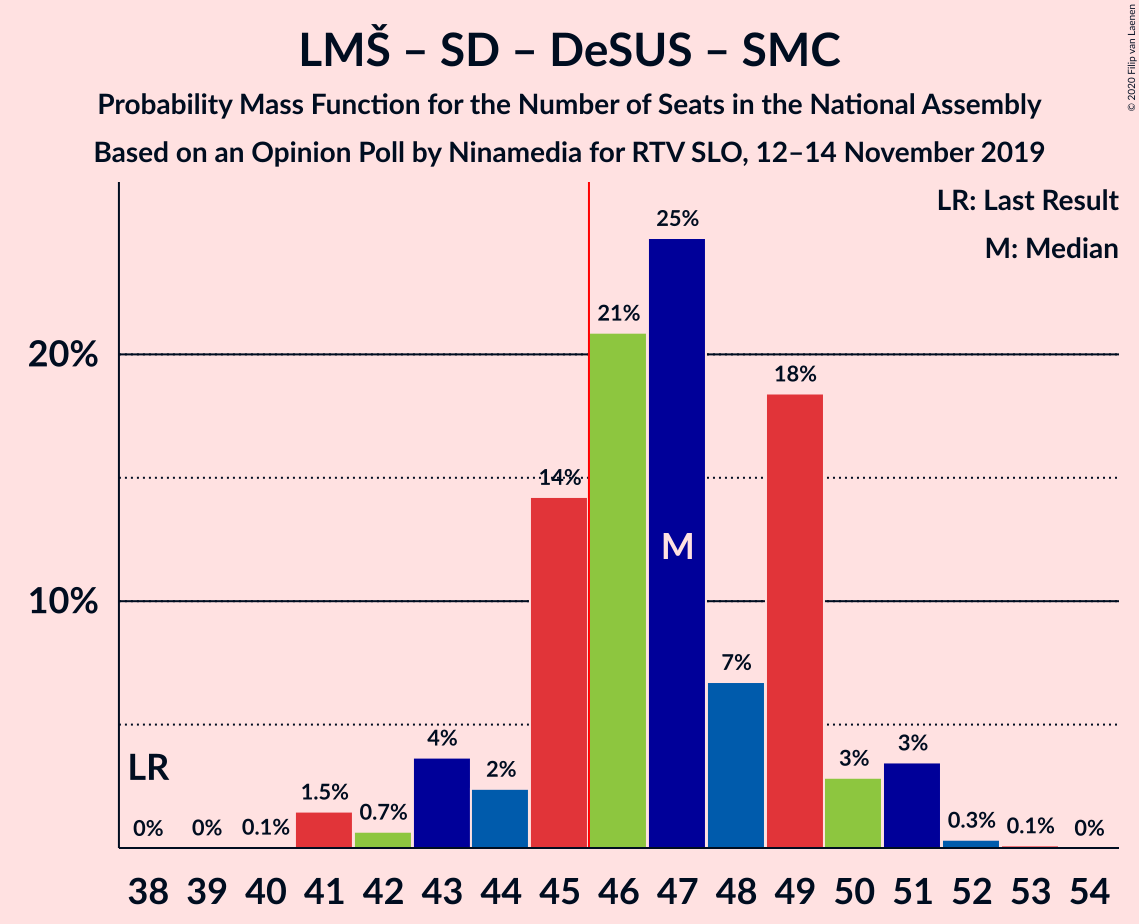 LMŠ – SD – DeSUS – SMC
Probability Mass Function for the Number of Seats in the National Assembly
Based on an Opinion Poll by Ninamedia for RTV SLO, 12–14 November 2019
© 2020 Filip van Laenen
LR: Last Result
M: Median
20%
10%
LR
M
0%
0%
0.1%
1.5%
0.7%
4%
2%
14%
21%
25%
7%
18%
3%
3%
0.3%
0.1%
0%
38 39 40 41 42 43 44 45 46 47 48 49 50 51 52 53 54